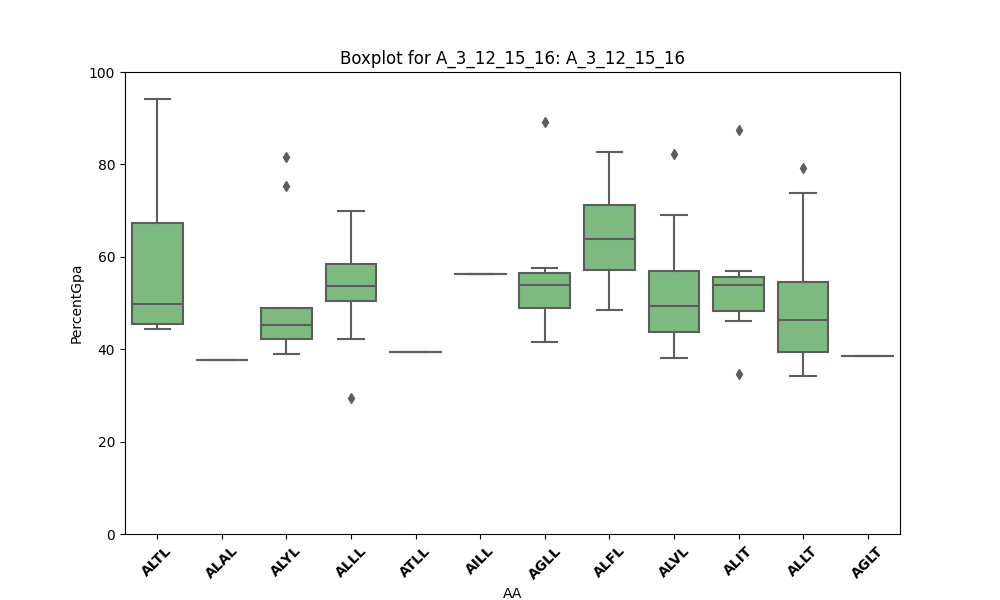 Boxplot for A_3_12_15_16: A_3_12_15_16
PercentGpa
100
80
60
40
20
0
ALTL ALAL ALYL ALLL ATLL AILL AGLL ALFL ALVL ALIT ALLT AGLT
AA